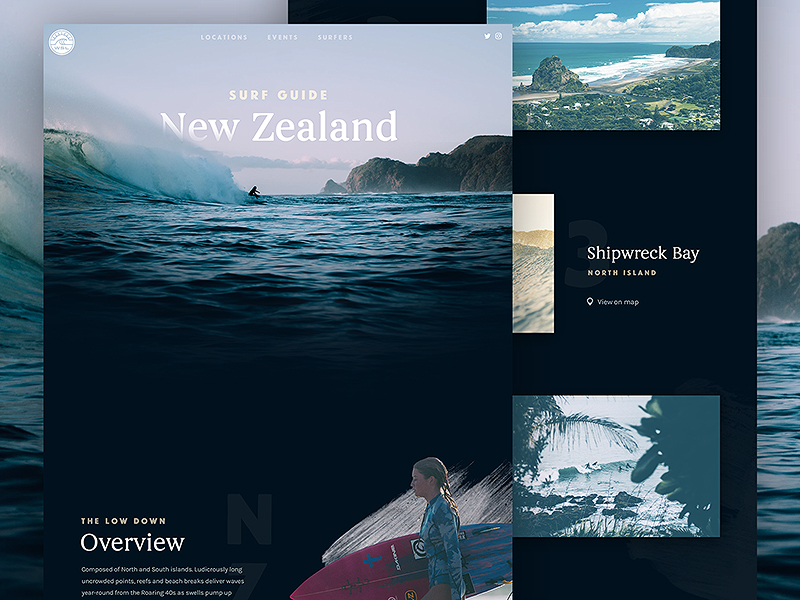 LOCATIONS
EVENTS
SURFERS
SURF GUIDE
New Zealand
THE LOW DOWN
Overview
N
Composed of North and South islands. Ludicrously long
uncrowded points, reefs and beach breaks deliver waves
year-round from the Roaring 40s as swells pump up
3
Shipwreck Bay
NORTH ISLAND
View on map